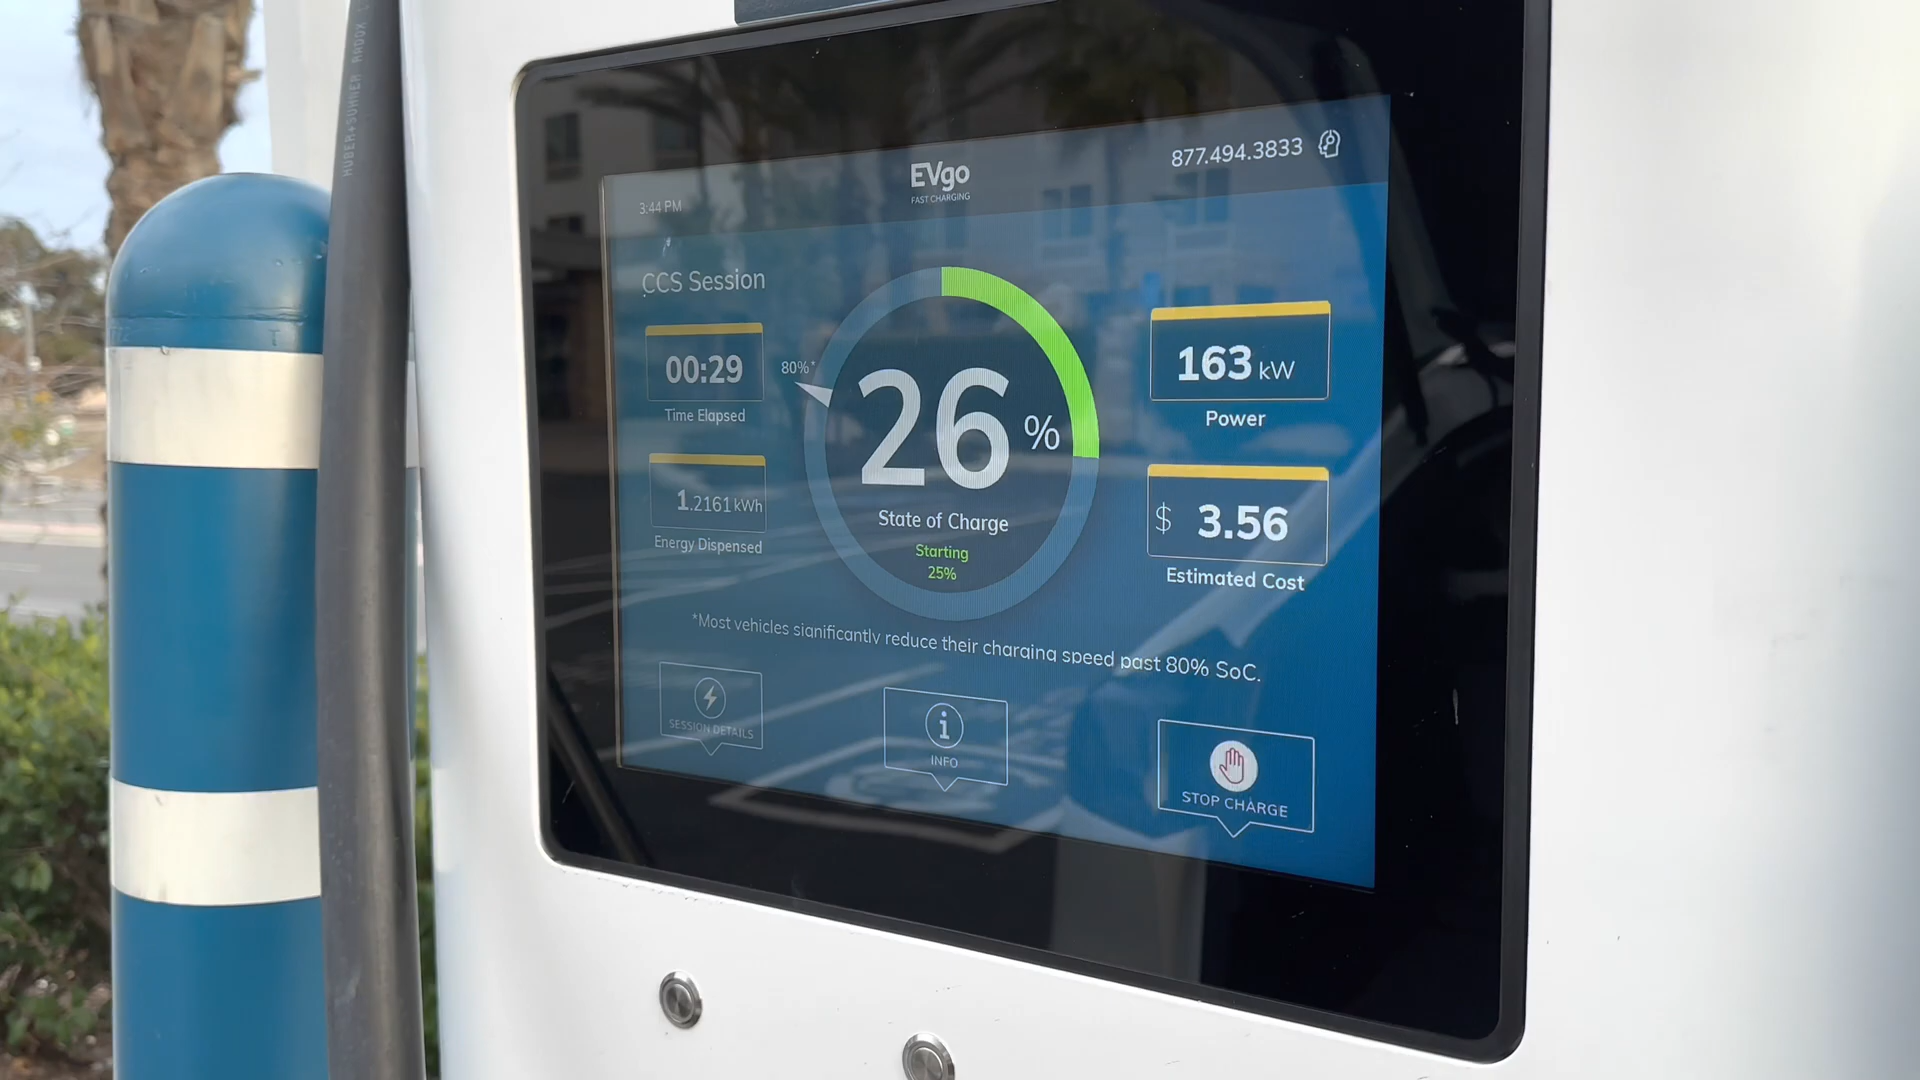 HUBER+SUHNER RADOX
3:44 PM
EVgo
FAST CHARGING
877.494.3833
CCS Session
00:29
Time Elapsed
1.2161 kWh
Energy Dispensed
80%*
26 %
State of Charge
Starting
25%
163 kW
Power
$ 3.56
Estimated Cost
*Most vehicles significantly reduce their charging speed past 80% SoC.
SESSION DETAILS
i
INFO
STOP CHARGE